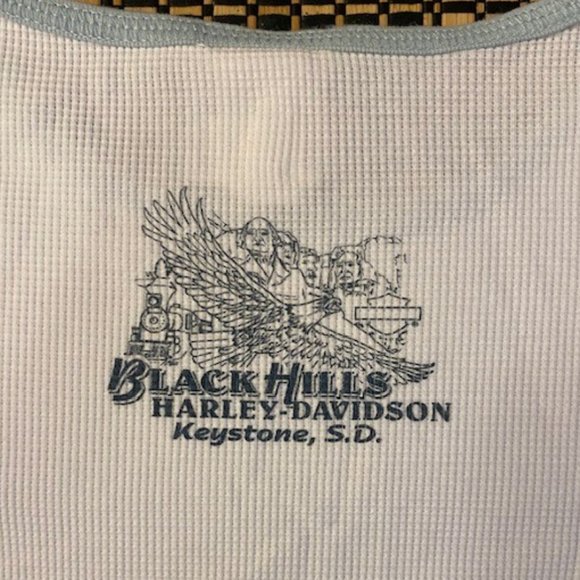 Black Hills
Harley-Davidson
Keystone, S.D.